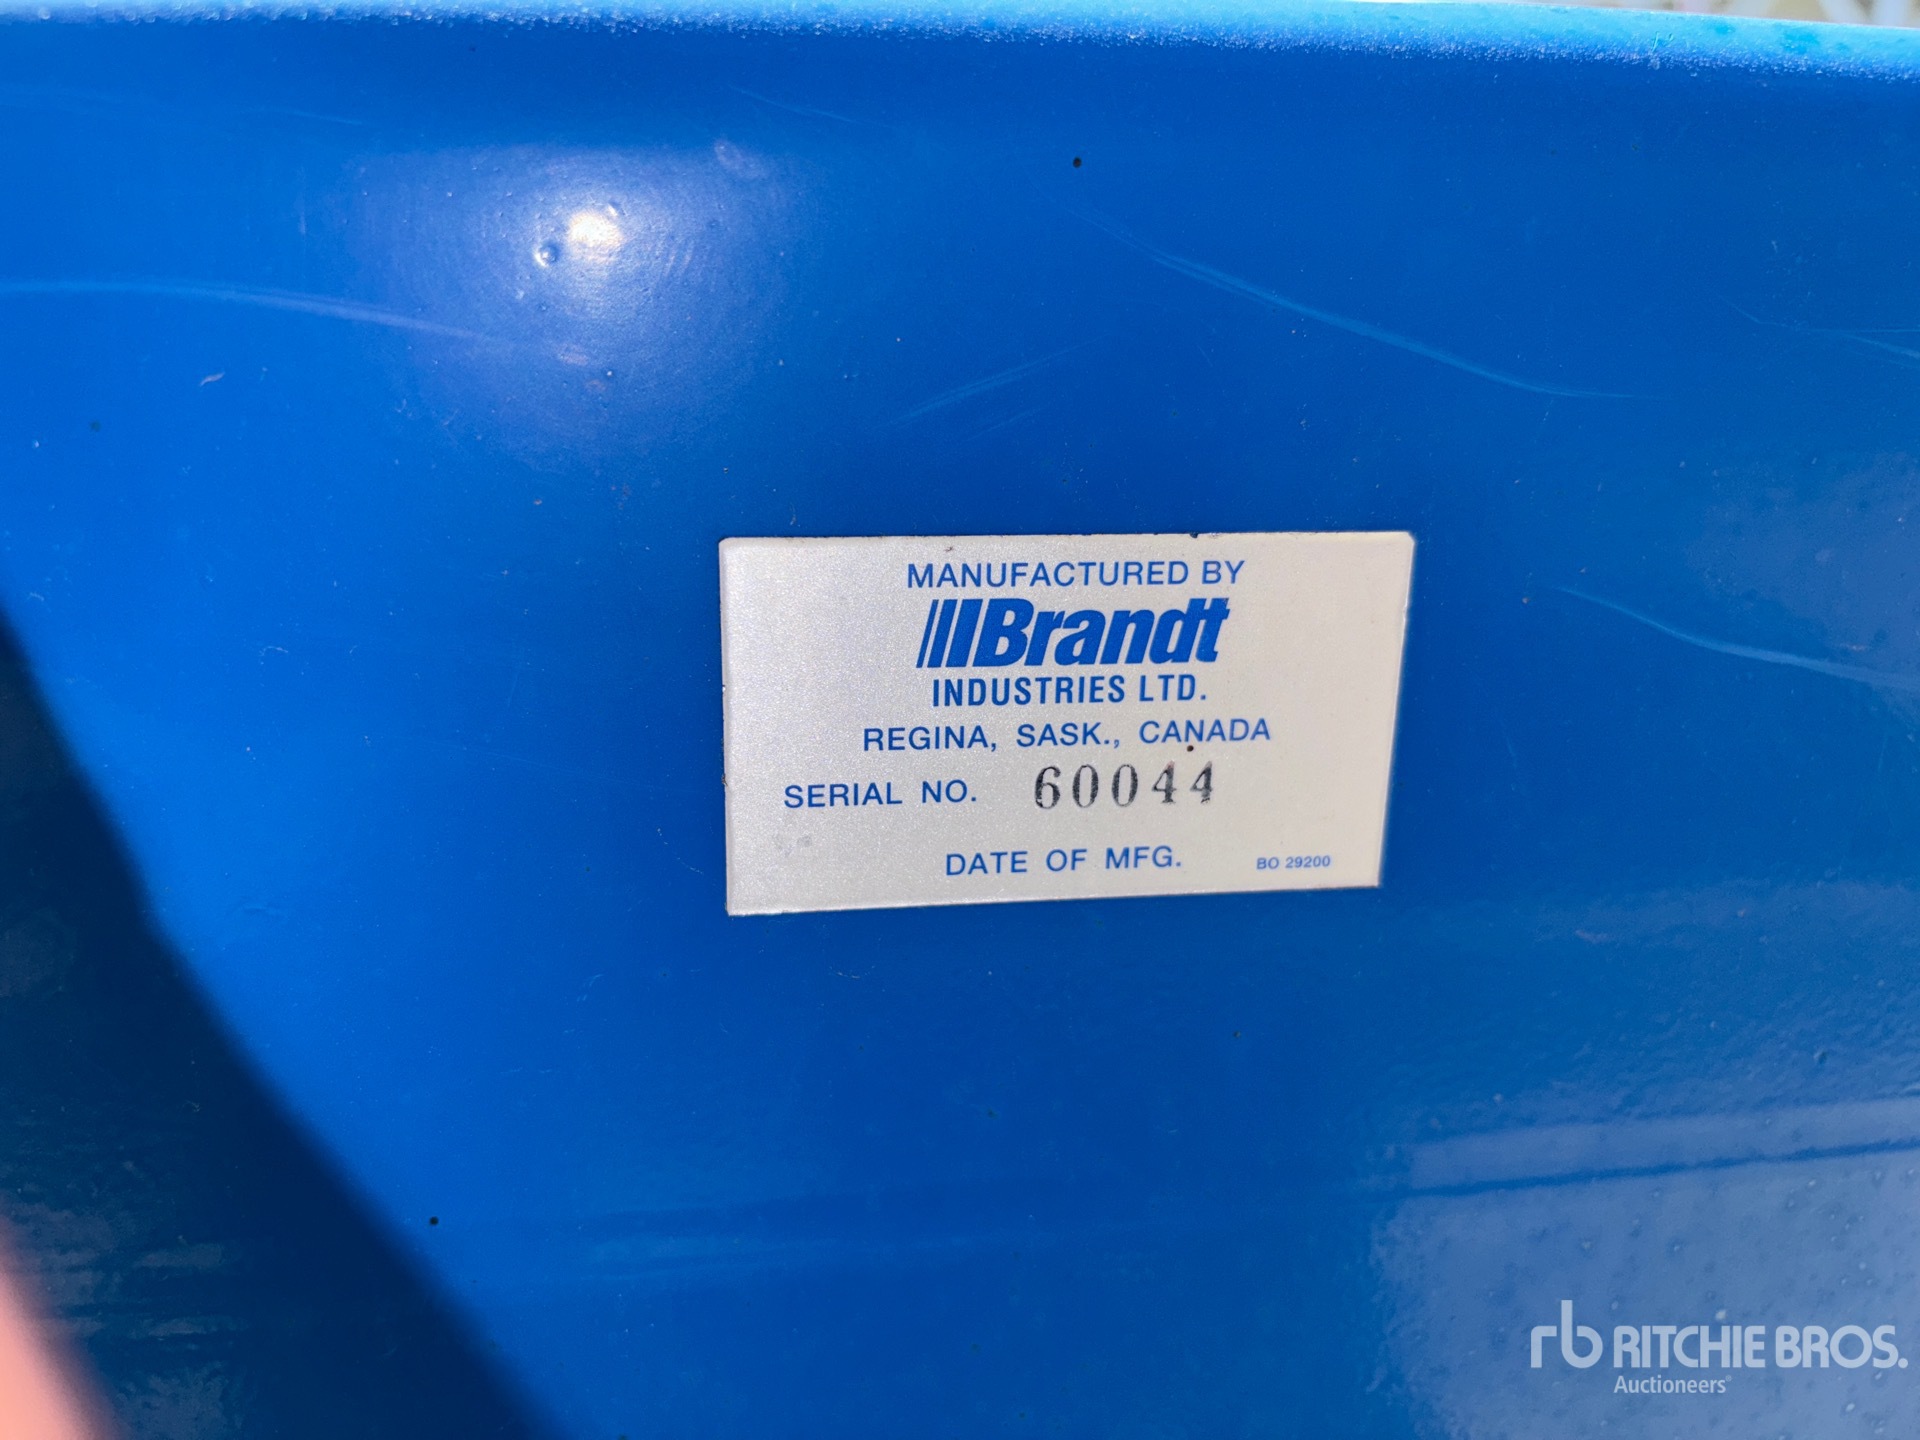 MANUFACTURED BY
Brandt
INDUSTRIES LTD.
REGINA, SASK., CANADA
SERIAL NO. 60044
DATE OF MFG. BO 29200
rb RITCHIE BROS.
Auctioneers